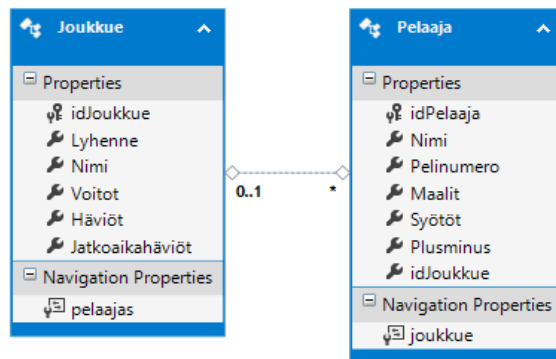 Joukkue
Properties
idJoukkue
Lyhenne
Nimi
Voitot
Häviöt
Jatkoaikahäviöt
Navigation Properties
pelaajas
0..1
*
Pelaaja
Properties
idPelaaja
Nimi
Pelinumero
Maalit
Syötöt
Plusminus
idJoukkue
Navigation Properties
joukkue